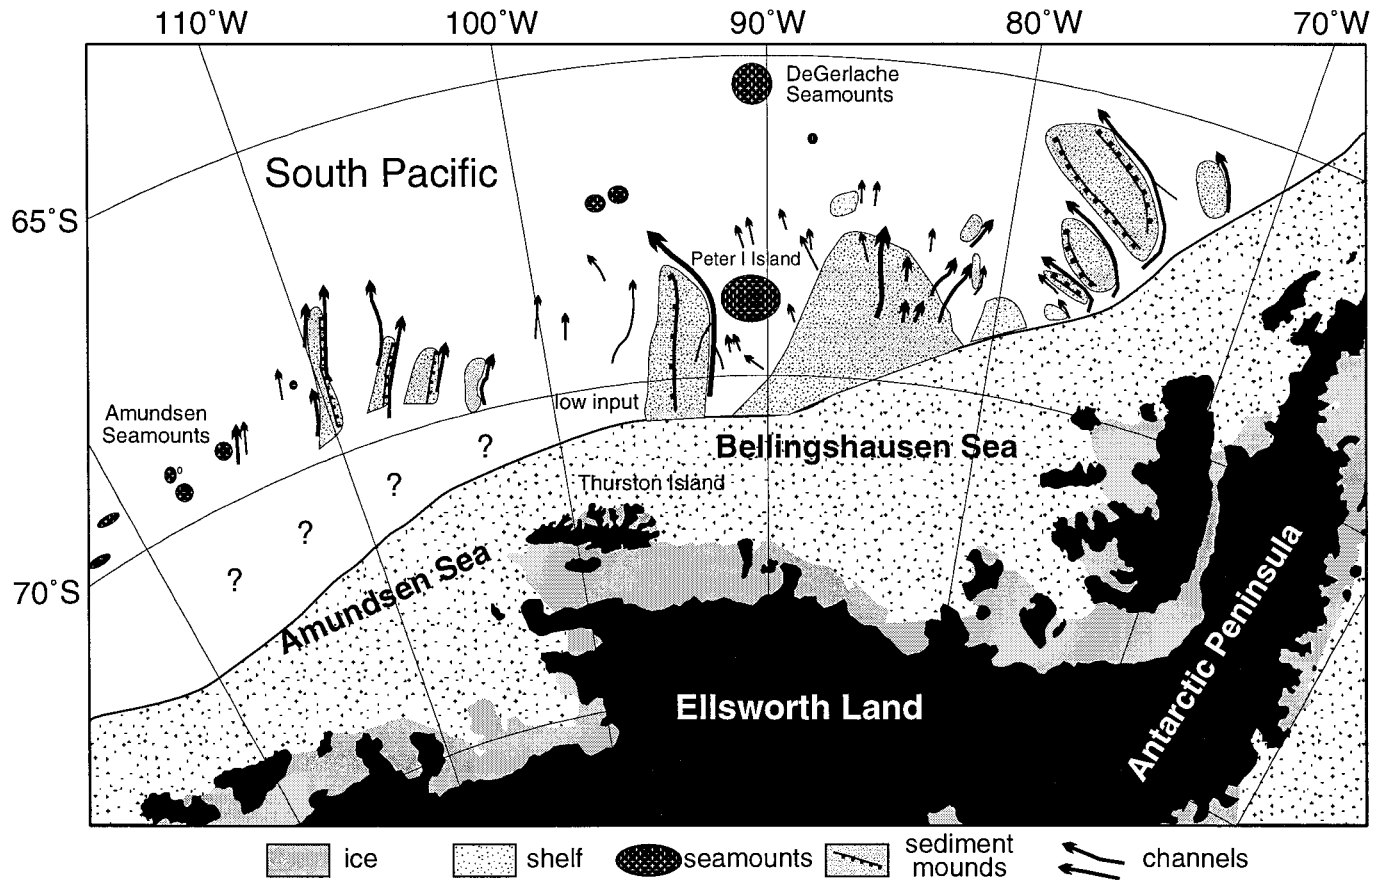 110°W 100°W 90°W 80°W 70°W
DeGerlache
Seamounts
South Pacific
65°S
Peter I Island
Amundsen
Seamounts
low input
?
?
?
?
Bellingshausen Sea
Thurston Island
Amundsen Sea
70°S
Ellsworth Land
Antarctic Peninsula
ice
shelf
seamounts
sediment
mounds
channels